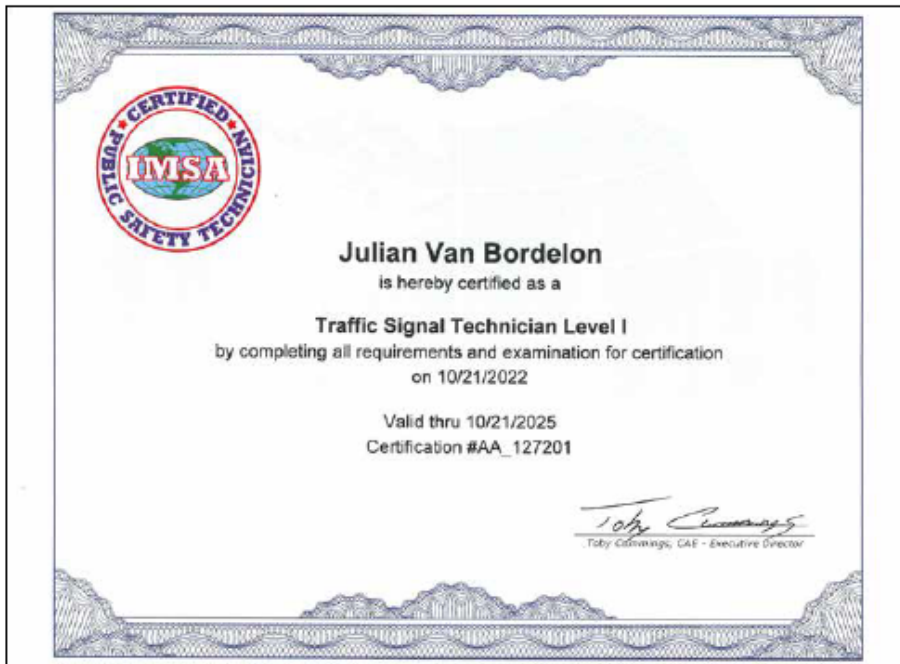 CERTIFIED
PUBLIC SAFETY TECHNICIAN
IMSA
Julian Van Bordelon
is hereby certified as a
Traffic Signal Technician Level I
by completing all requirements and examination for certification
on 10/21/2022
Valid thru 10/21/2025
Certification #AA_127201
Toby Cummings
Toby Cummings, CAE - Executive Director